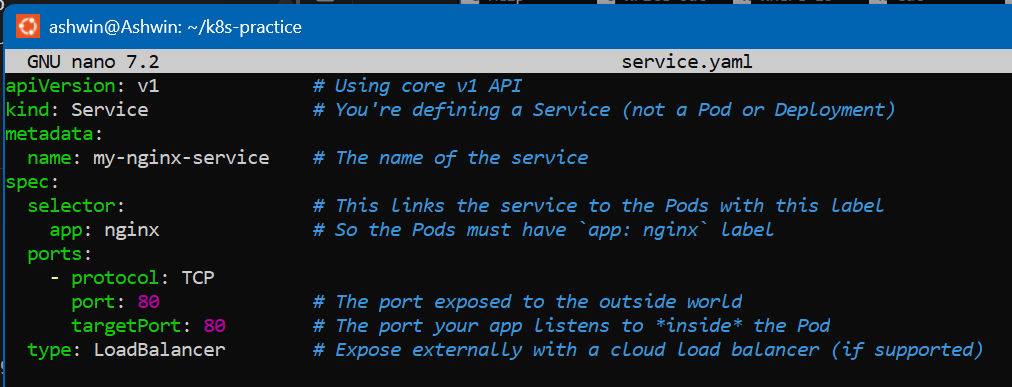 ashwin@Ashwin: ~/k8s-practice
GNU nano 7.2 service.yaml
apiVersion: v1 # Using core v1 API
kind: Service # You're defining a Service (not a Pod or Deployment)
metadata:
  name: my-nginx-service # The name of the service
spec:
  selector: # This links the service to the Pods with this label
    app: nginx # So the Pods must have `app: nginx` label
  ports:
    - protocol: TCP
      port: 80 # The port exposed to the outside world
      targetPort: 80 # The port your app listens to *inside* the Pod
  type: LoadBalancer # Expose externally with a cloud load balancer (if supported)